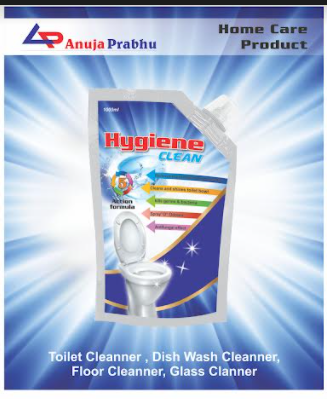 Anuja Prabhu
Home Care
Product
1000ml
Hygiene
CLEAN
Action
formula
Toilet Cleanner , Dish Wash Cleanner,
Floor Cleanner, Glass Clanner